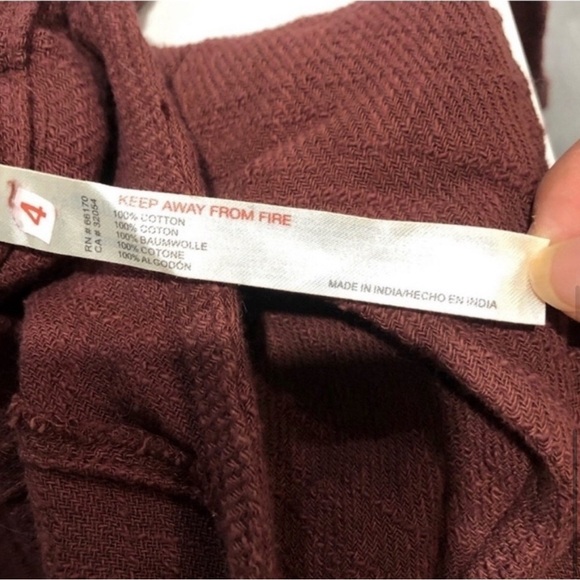 4
RN # 66170
CA # 32054
KEEP AWAY FROM FIRE
100% COTTON
100% COTON
100% BAUMWOLLE
100% COTONE
100% ALGODÓN
MADE IN INDIA/HECHO EN INDIA